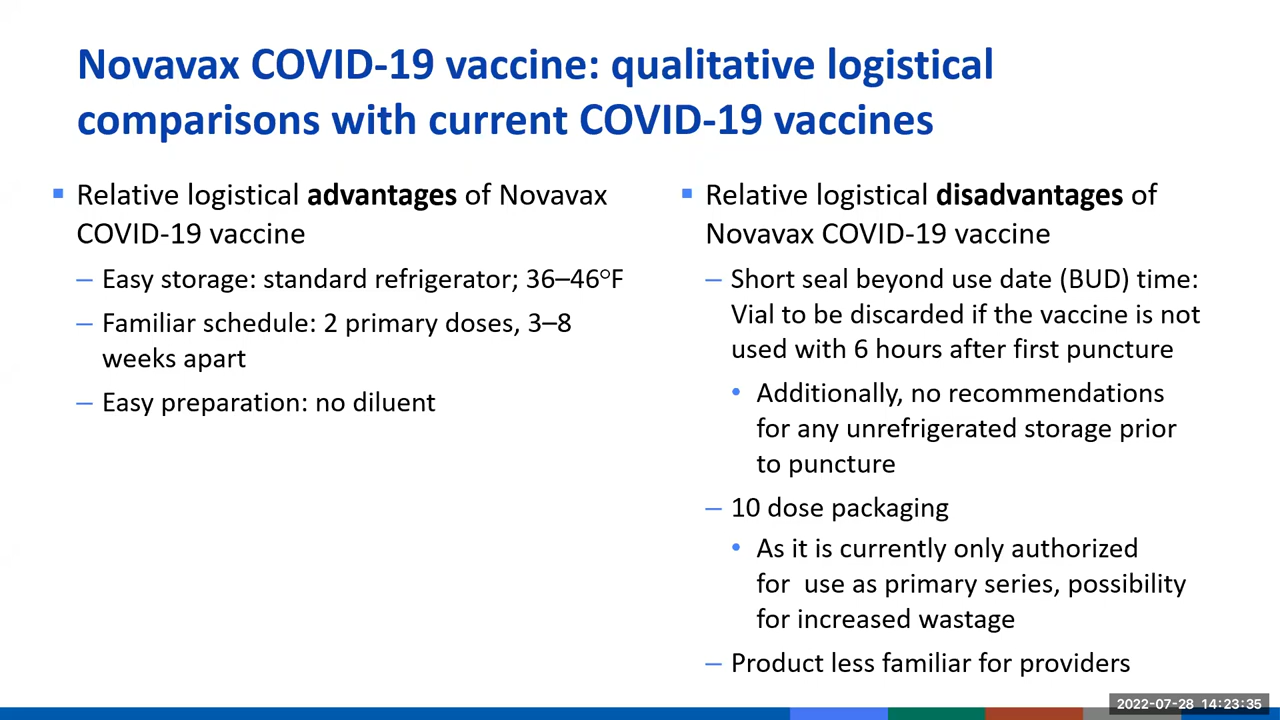 Novavax COVID-19 vaccine: qualitative logistical
comparisons with current COVID-19 vaccines
▪ Relative logistical advantages of Novavax
COVID-19 vaccine
– Easy storage: standard refrigerator; 36–46°F
– Familiar schedule: 2 primary doses, 3–8
weeks apart
– Easy preparation: no diluent
▪ Relative logistical disadvantages of
Novavax COVID-19 vaccine
– Short seal beyond use date (BUD) time:
Vial to be discarded if the vaccine is not
used with 6 hours after first puncture
• Additionally, no recommendations
for any unrefrigerated storage prior
to puncture
– 10 dose packaging
• As it is currently only authorized
for  use as primary series, possibility
for increased wastage
– Product less familiar for providers
2022-07-28 14:23:35